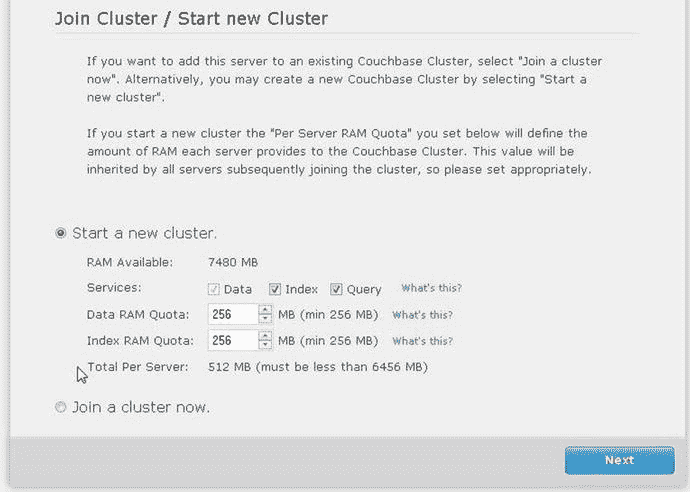 Join Cluster / Start new Cluster
If you want to add this server to an existing Couchbase Cluster, select "Join a cluster
now". Alternatively, you may create a new Couchbase Cluster by selecting "Start a
new cluster".
If you start a new cluster the "Per Server RAM Quota" you set below will define the
amount of RAM each server provides to the Couchbase Cluster. This value will be
inherited by all servers subsequently joining the cluster, so please set appropriately.
Start a new cluster.
RAM Available: 7480 MB
Services: Data Index Query What's this?
Data RAM Quota: 256 MB (min 256 MB) What's this?
Index RAM Quota: 256 MB (min 256 MB) What's this?
Total Per Server: 512 MB (must be less than 6456 MB)
Join a cluster now.
Next